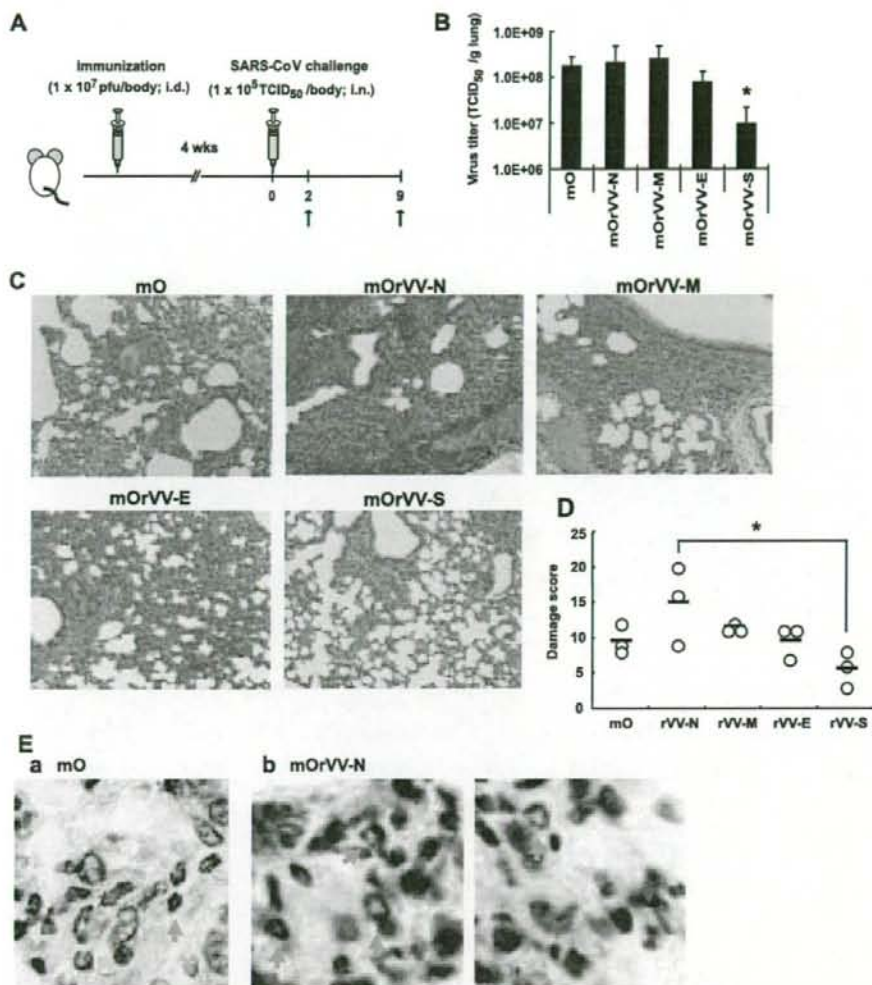 A
Immunization
(1 x 10⁷ pfu/body; i.d.)
SARS-CoV challenge
(1 x 10⁵ TCID₅₀ /body; i.n.)
4 wks
0
2
9
B
Virus titer (TCID₅₀ /g lung)
1.0E+09
1.0E+08
1.0E+07
1.0E+06
*
mO
mOrVV-N
mOrVV-M
mOrVV-E
mOrVV-S
C
mO
mOrVV-N
mOrVV-M
mOrVV-E
mOrVV-S
D
Damage score
25
20
15
10
5
0
*
mO
rVV-N
rVV-M
rVV-E
rVV-S
E
a mO
b mOrVV-N